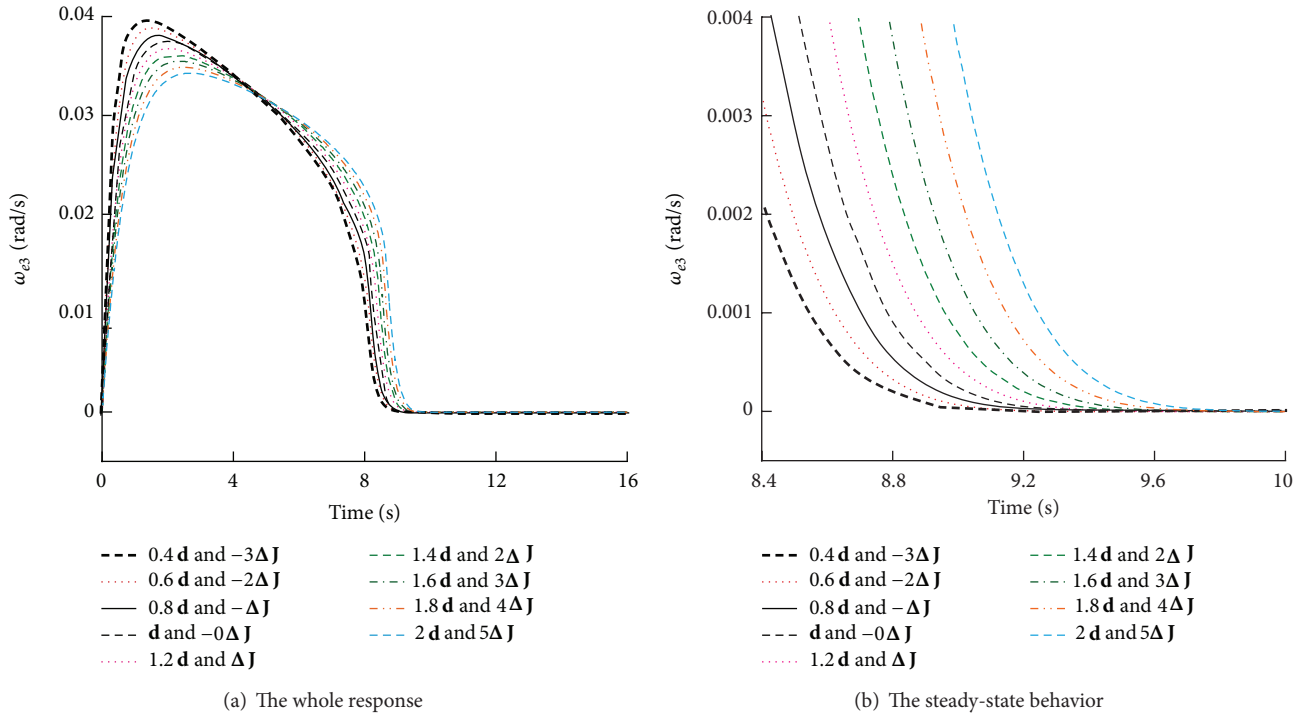 0.04
0.03
0.02
0.01
0
ωe3 (rad/s)
0 4 8 12 16
Time (s)
0.4 d and −3Δ J
0.6 d and −2Δ J
0.8 d and −Δ J
d and −0Δ J
1.2 d and Δ J
1.4 d and 2Δ J
1.6 d and 3Δ J
1.8 d and 4Δ J
2 d and 5Δ J
(a) The whole response
0.004
0.003
0.002
0.001
0
ωe3 (rad/s)
8.4 8.8 9.2 9.6 10
Time (s)
0.4 d and −3Δ J
0.6 d and −2Δ J
0.8 d and −Δ J
d and −0Δ J
1.2 d and Δ J
1.4 d and 2Δ J
1.6 d and 3Δ J
1.8 d and 4Δ J
2 d and 5Δ J
(b) The steady-state behavior